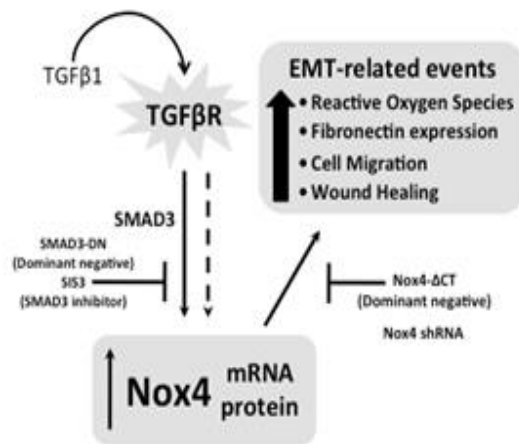 TGFβ1
TGFβR
EMT-related events
• Reactive Oxygen Species
• Fibronectin expression
• Cell Migration
• Wound Healing
SMAD3
SMAD3-DN
(Dominant negative)
SIS3
(SMAD3 inhibitor)
Nox4-ΔCT
(Dominant negative)
Nox4 shRNA
Nox4 mRNA
protein